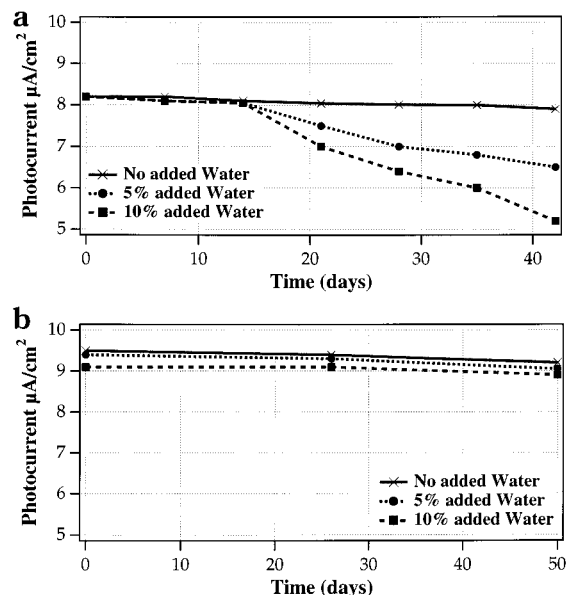 a
10
9
8
7
6
5
Photocurrent μA/cm²
No added Water
5% added Water
10% added Water
0
10
20
30
40
Time (days)
b
10
9
8
7
6
5
Photocurrent μA/cm²
No added Water
5% added Water
10% added Water
0
10
20
30
40
50
Time (days)